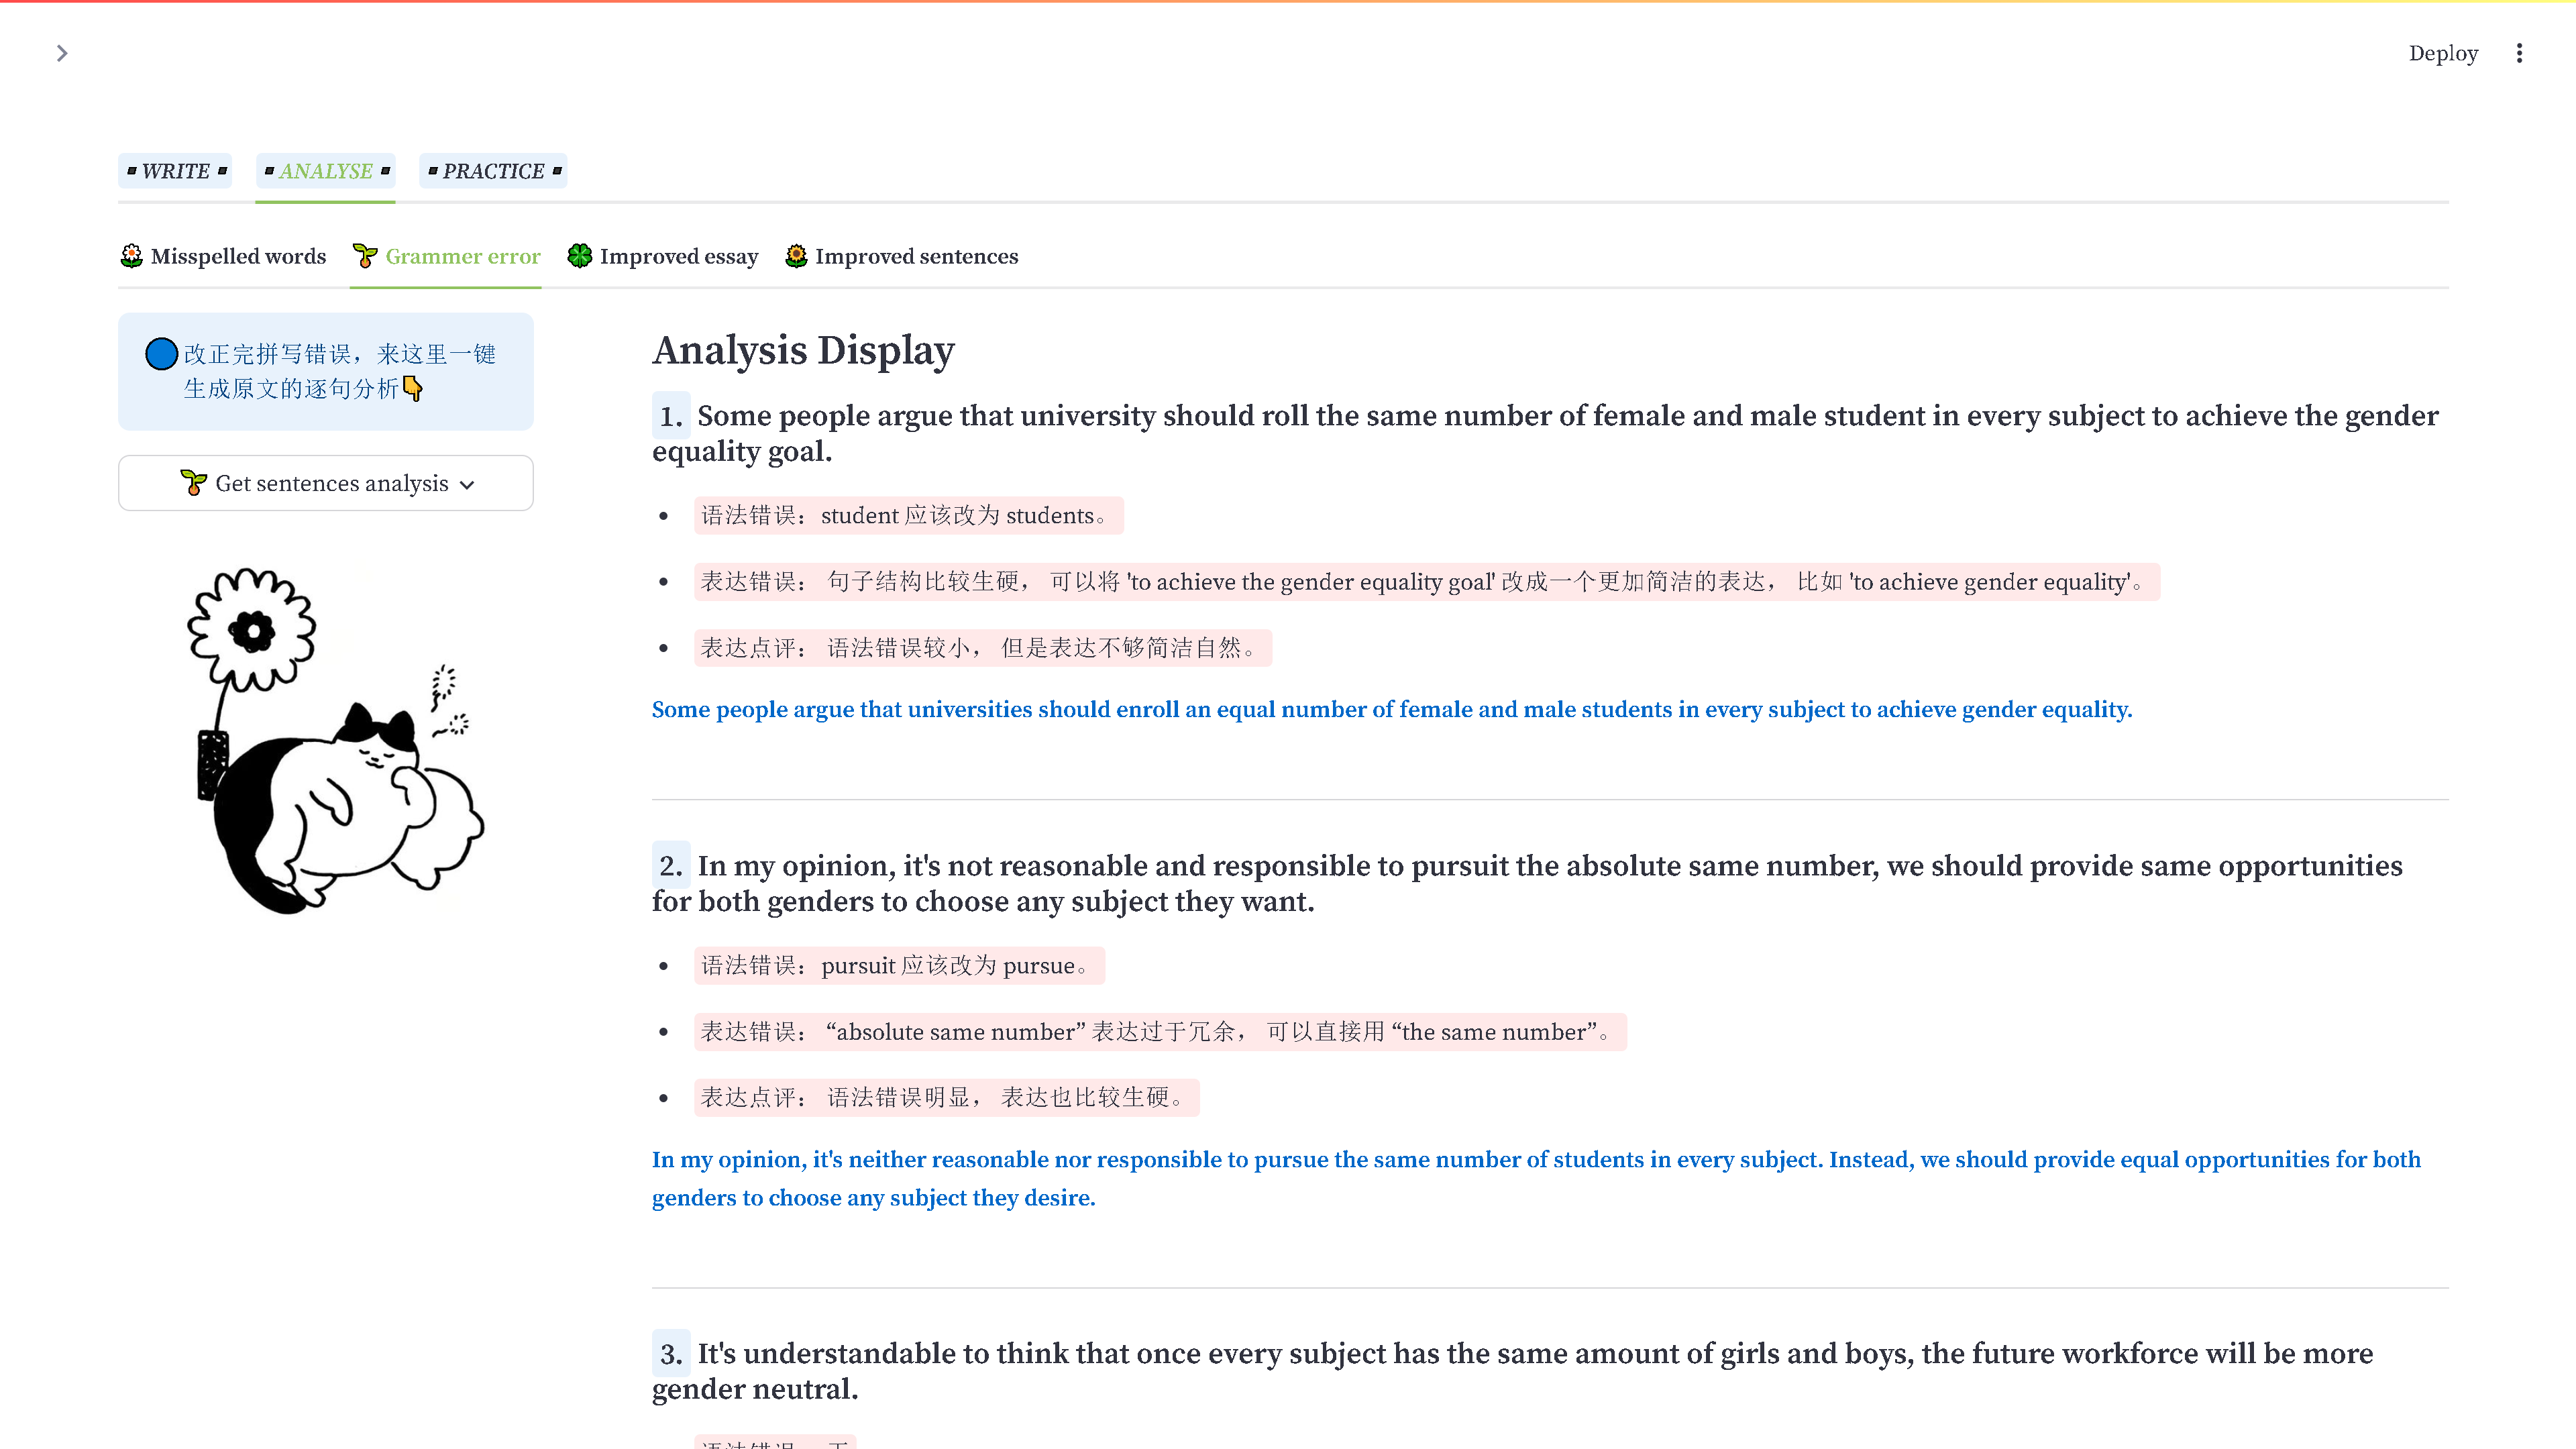 Deploy
WRITE
ANALYSE
PRACTICE
Misspelled words
Grammer error
Improved essay
Improved sentences
改正完拼写错误，来这里一键
生成原文的逐句分析
Get sentences analysis
Analysis Display
1. Some people argue that university should roll the same number of female and male student in every subject to achieve the gender
equality goal.
语法错误：student 应该改为 students。
表达错误： 句子结构比较生硬， 可以将 'to achieve the gender equality goal' 改成一个更加简洁的表达， 比如 'to achieve gender equality'。
表达点评： 语法错误较小， 但是表达不够简洁自然。
Some people argue that universities should enroll an equal number of female and male students in every subject to achieve gender equality.
2. In my opinion, it's not reasonable and responsible to pursuit the absolute same number, we should provide same opportunities
for both genders to choose any subject they want.
语法错误：pursuit 应该改为 pursue。
表达错误： “absolute same number” 表达过于冗余， 可以直接用 “the same number”。
表达点评： 语法错误明显， 表达也比较生硬。
In my opinion, it's neither reasonable nor responsible to pursue the same number of students in every subject. Instead, we should provide equal opportunities for both
genders to choose any subject they desire.
3. It's understandable to think that once every subject has the same amount of girls and boys, the future workforce will be more
gender neutral.